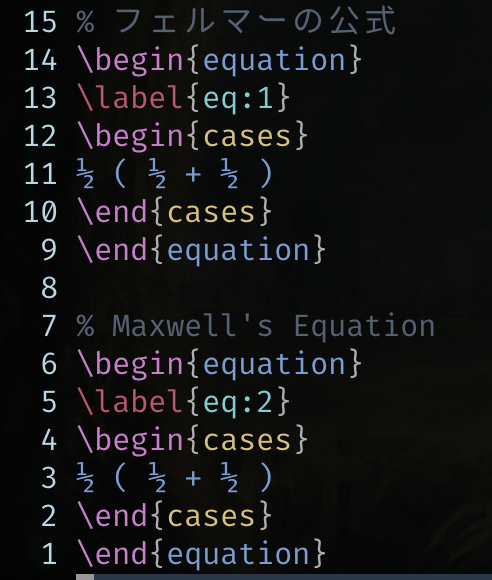 15 % フェルマーの公式
14 \begin{equation}
13 \label{eq:1}
12 \begin{cases}
11 ½ ( ½ + ½ )
10 \end{cases}
9 \end{equation}
8
7 % Maxwell's Equation
6 \begin{equation}
5 \label{eq:2}
4 \begin{cases}
3 ½ ( ½ + ½ )
2 \end{cases}
1 \end{equation}